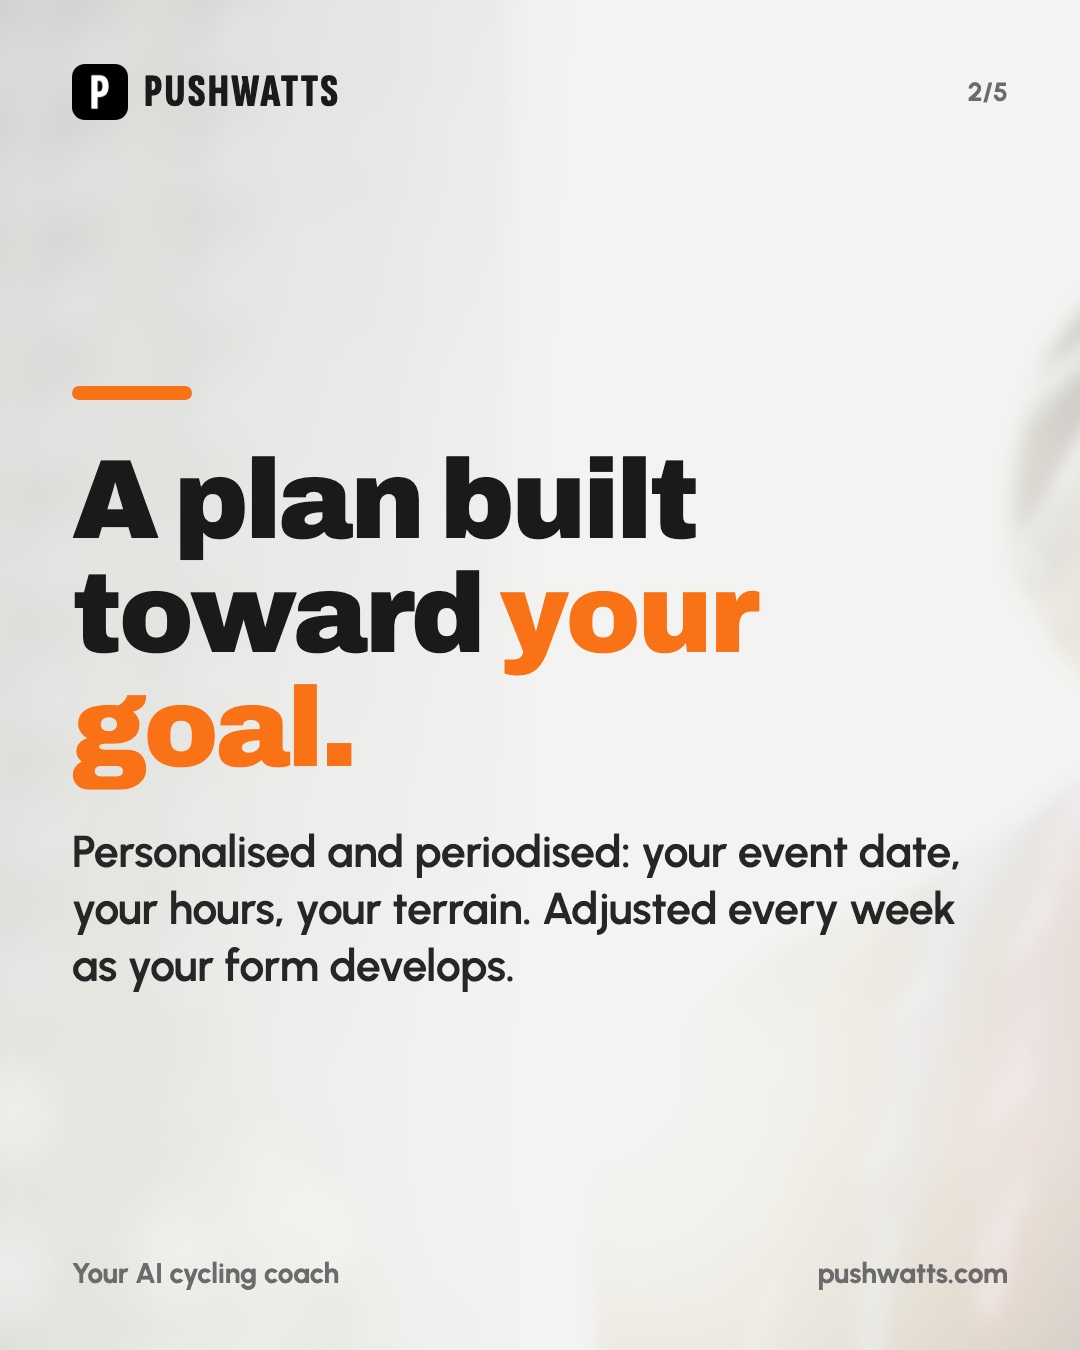 P PUSHWATTS
2/5
A plan built
toward your
goal.
Personalised and periodised: your event date,
your hours, your terrain. Adjusted every week
as your form develops.
Your AI cycling coach
pushwatts.com